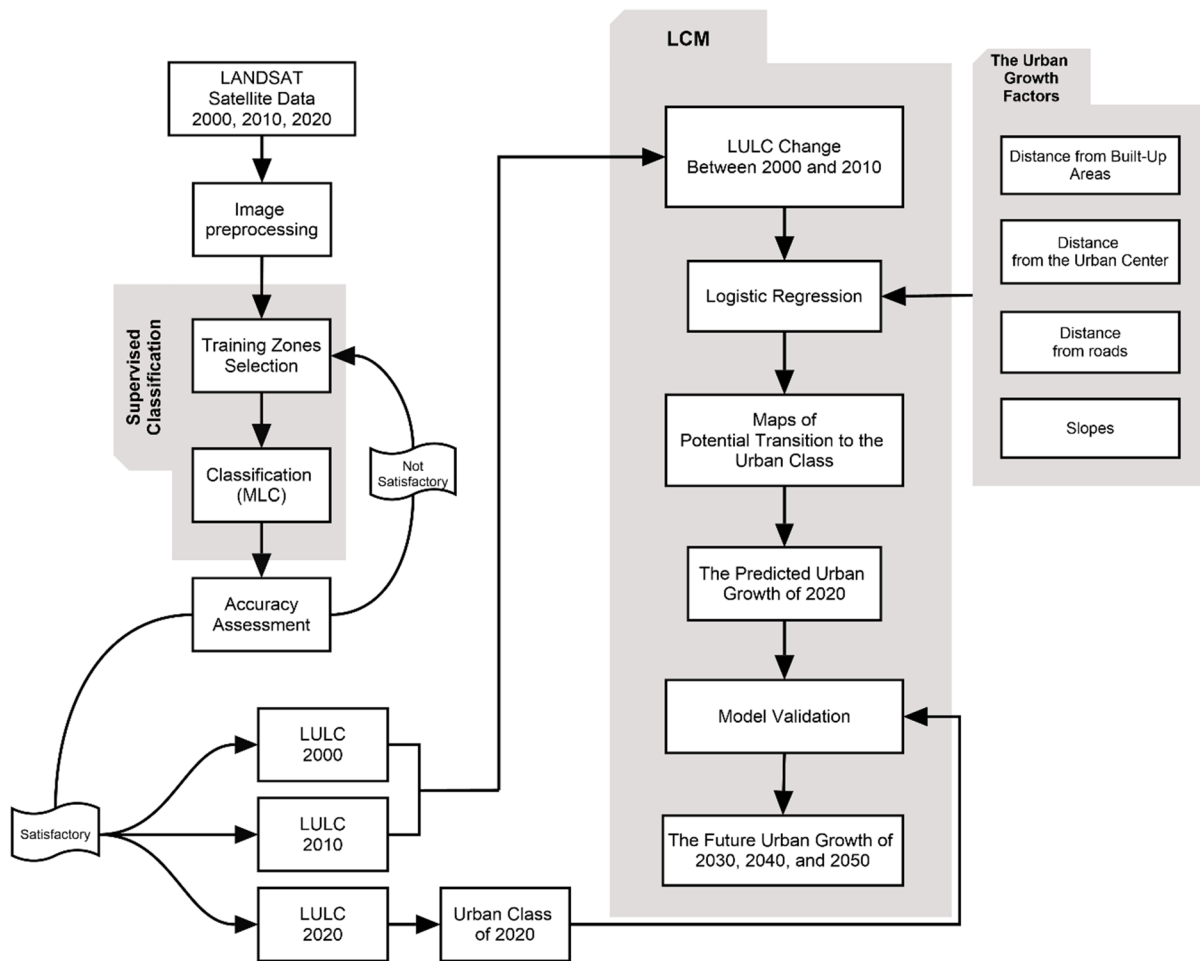 LANDSAT
Satellite Data
2000, 2010, 2020
Image
preprocessing
Supervised
Classification
Training Zones
Selection
Classification
(MLC)
Not
Satisfactory
Accuracy
Assessment
Satisfactory
LULC
2000
LULC
2010
LULC
2020
Urban Class
of 2020
LCM
LULC Change
Between 2000 and 2010
Logistic Regression
Maps of
Potential Transition to the
Urban Class
The Predicted Urban
Growth of 2020
Model Validation
The Future Urban Growth of
2030, 2040, and 2050
The Urban
Growth
Factors
Distance from Built-Up
Areas
Distance
from the Urban Center
Distance
from roads
Slopes